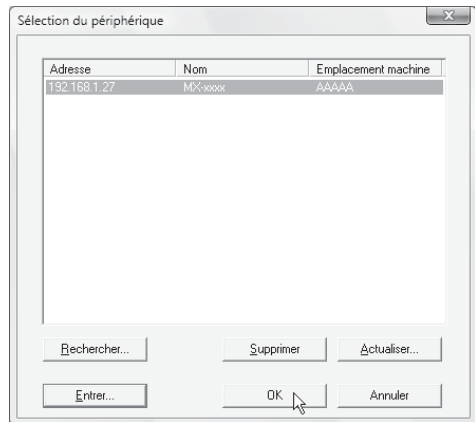 Sélection du périphérique
Adresse Nom Emplacement machine
192.168.1.27 MX-xxxx AAAAA
Rechercher... Supprimer Actualiser...
Entrer... OK Annuler